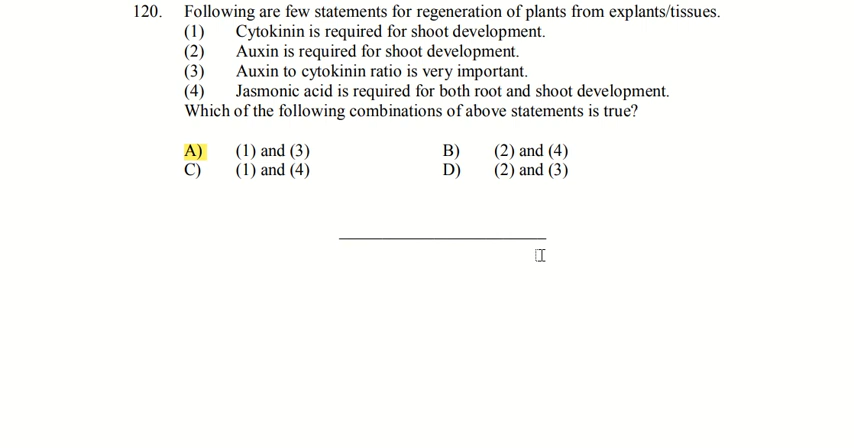 120. Following are few statements for regeneration of plants from explants/tissues.
(1) Cytokinin is required for shoot development.
(2) Auxin is required for shoot development.
(3) Auxin to cytokinin ratio is very important.
(4) Jasmonic acid is required for both root and shoot development.
Which of the following combinations of above statements is true?
A) (1) and (3) B) (2) and (4)
C) (1) and (4) D) (2) and (3)